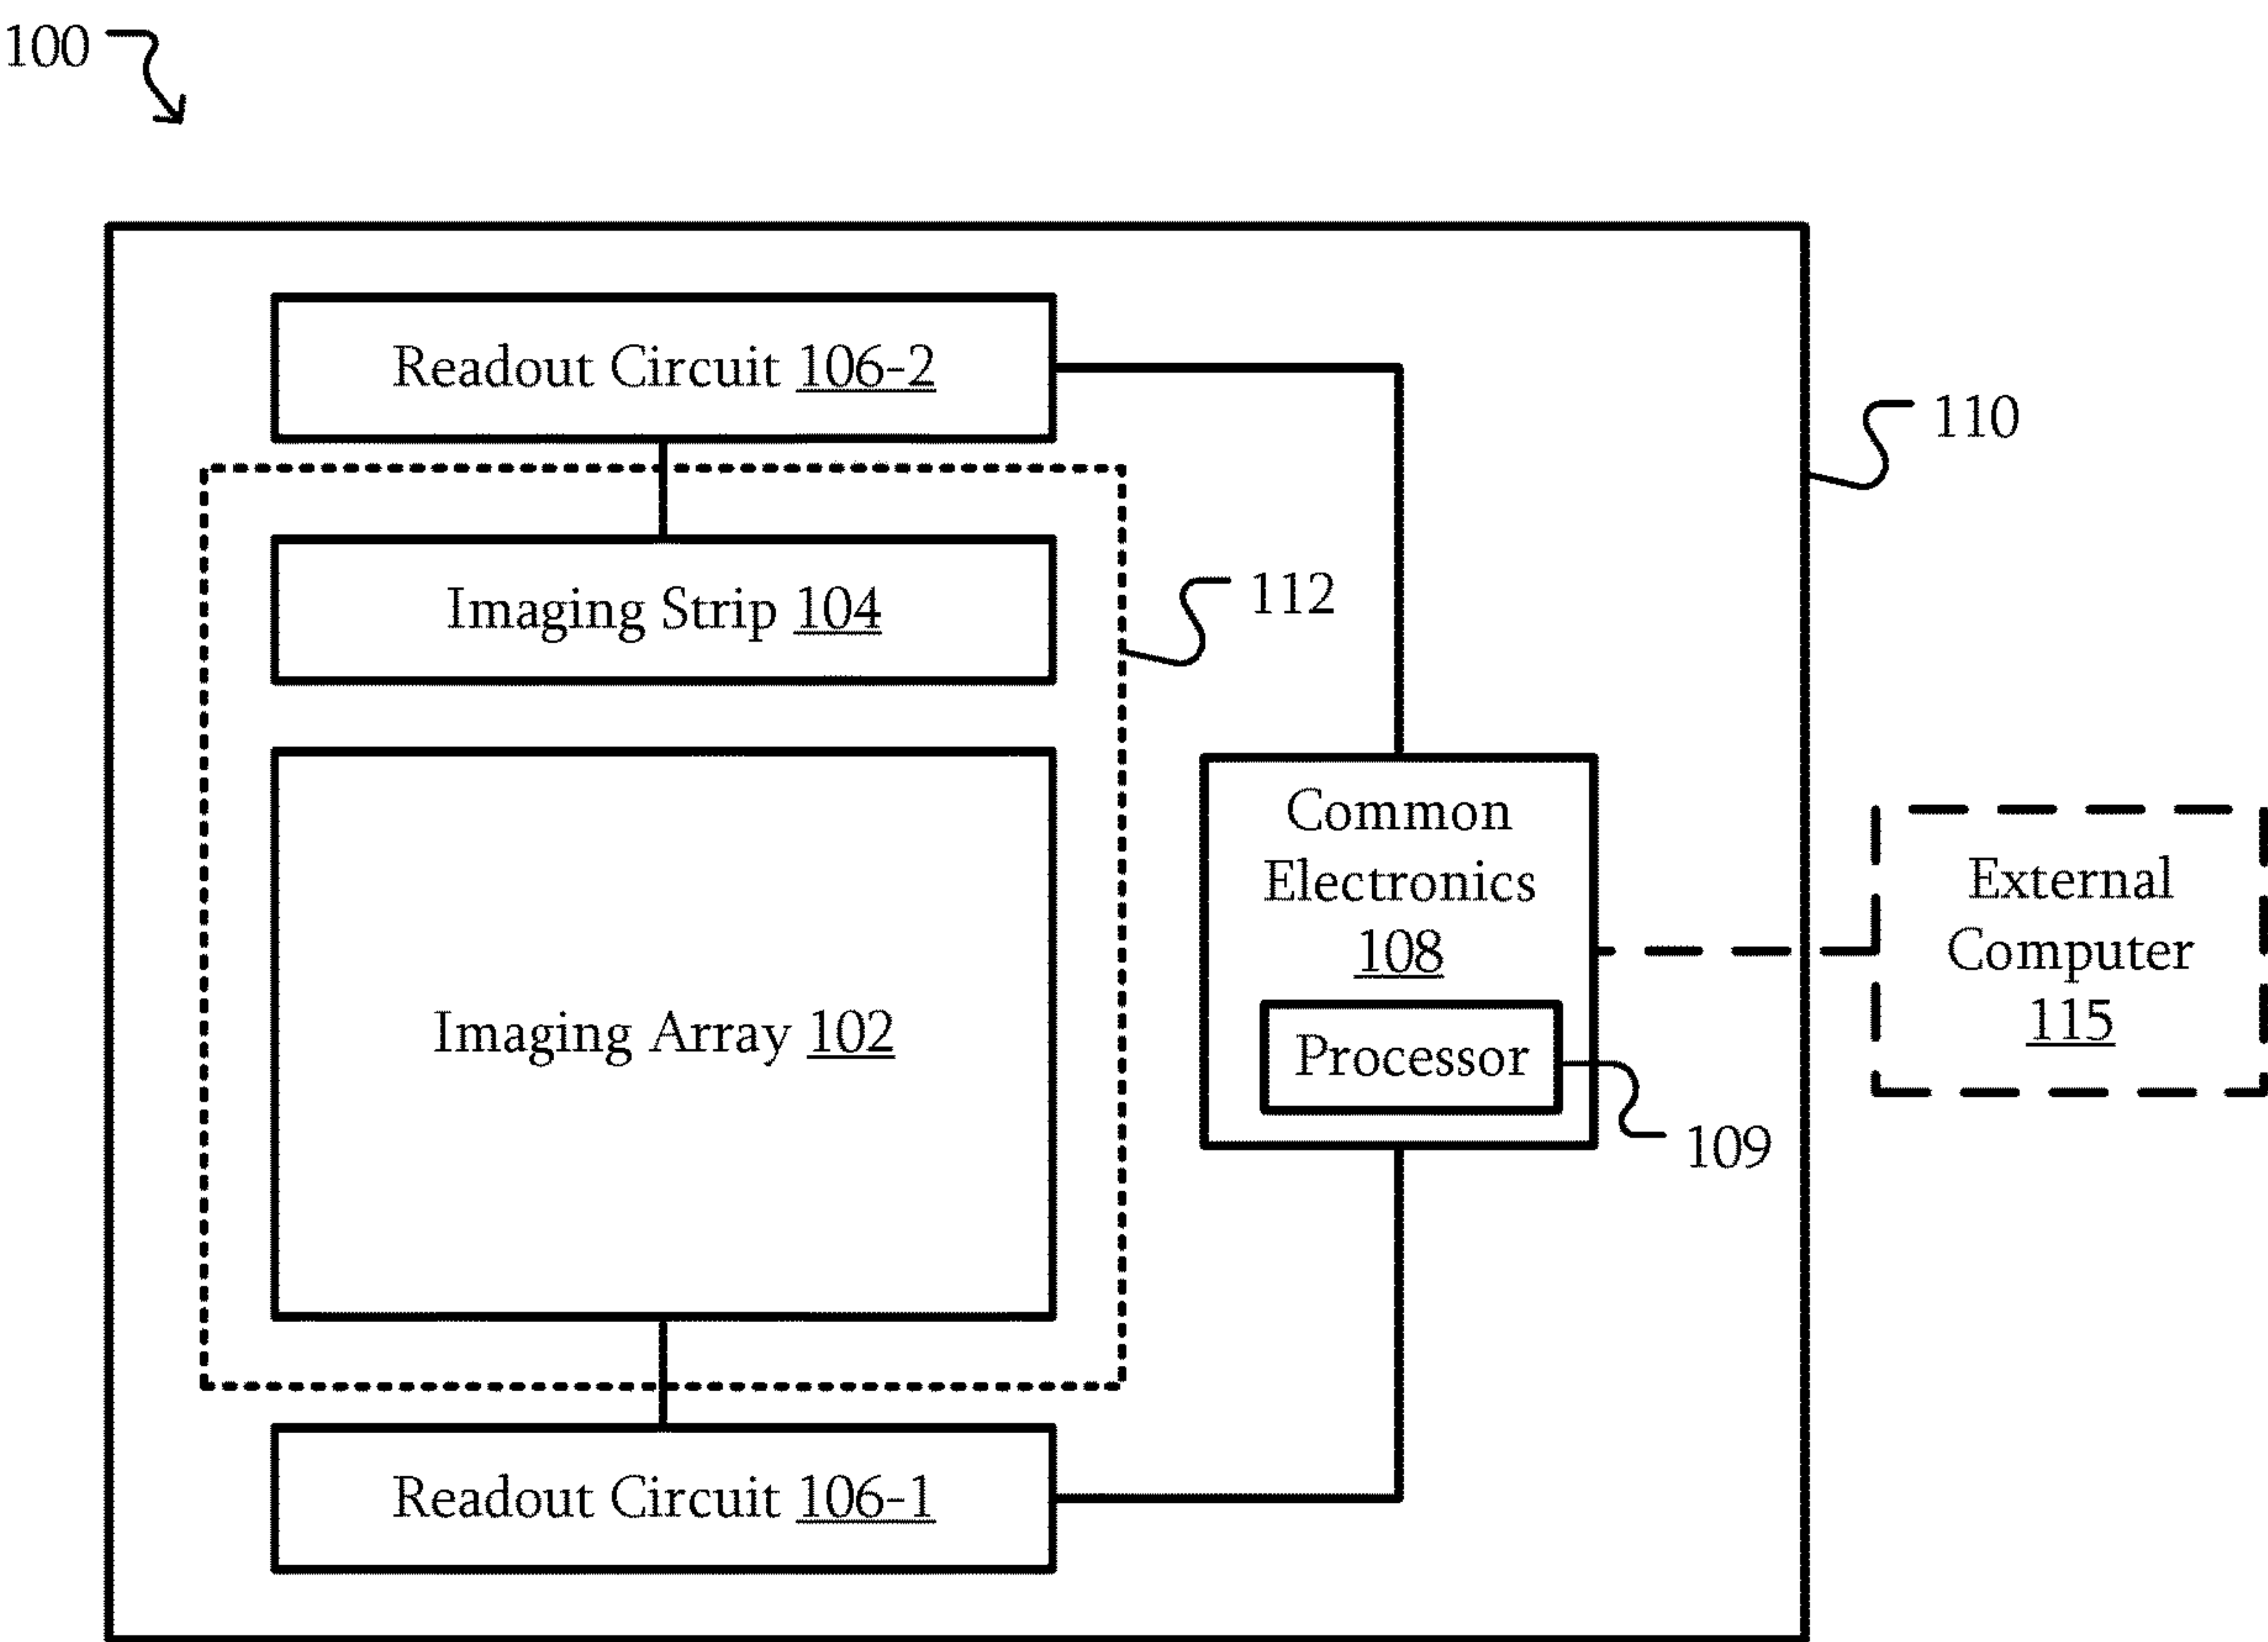 100
Readout Circuit 106-2
110
Imaging Strip 104
112
Common
Electronics
108
Processor
109
External
Computer
115
Imaging Array 102
Readout Circuit 106-1